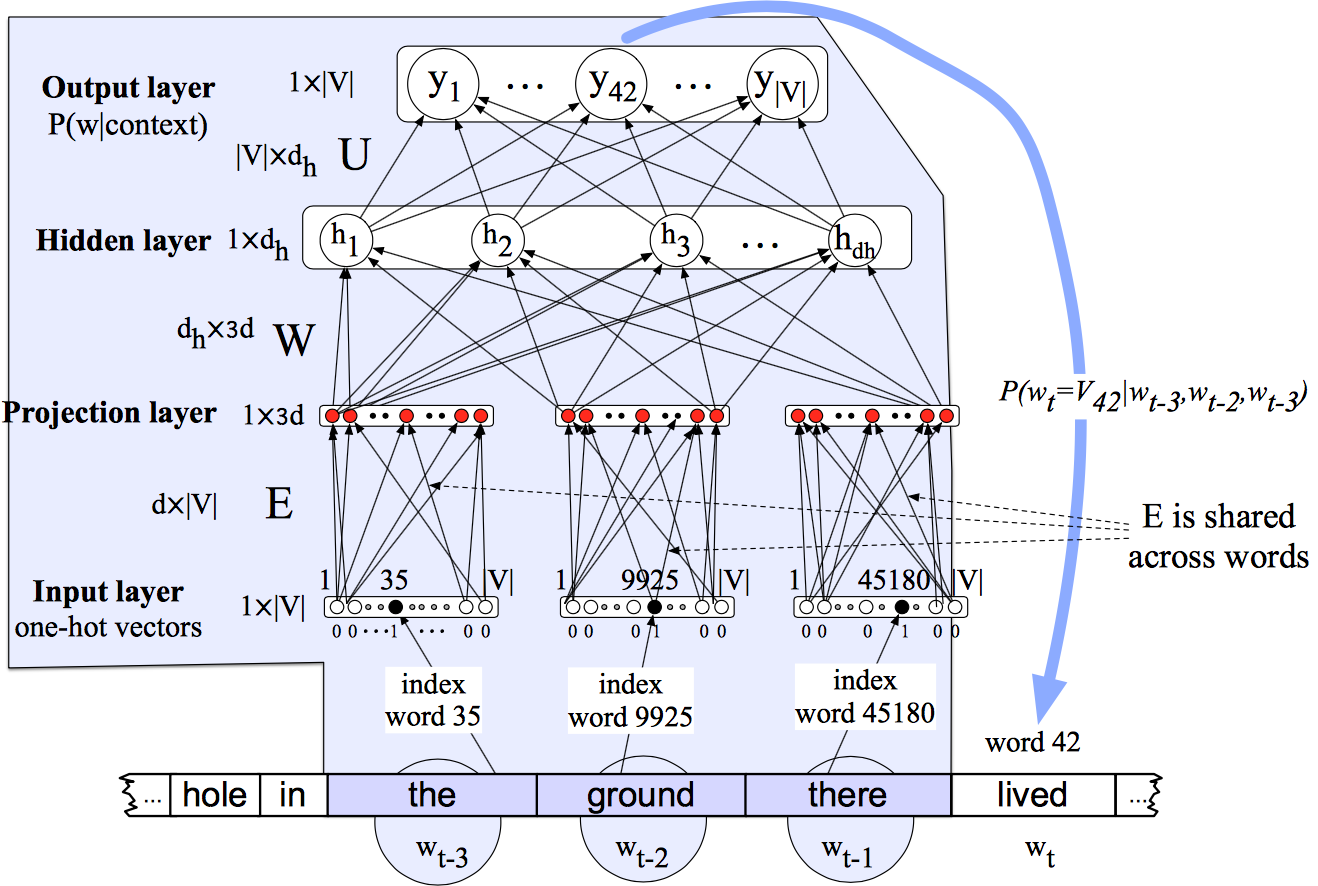 Output layer 1×|V| y1 ... y42 ... y|V|
P(w|context)
|V|×dh U
Hidden layer 1×dh h1 h2 h3 ... hdh
dh×3d W
P(wt=V42|wt-3,wt-2,wt-3)
Projection layer 1×3d
d×|V| E
E is shared
across words
1 35 |V| 1 9925 |V| 1 45180 |V|
Input layer 1×|V|
one-hot vectors
0 0 ... 1 ... 0 0 0 0 0 1 0 0 0 0 0 1 0 0
index
word 35
index
word 9925
index
word 45180
word 42
... hole in the ground there lived ...
wt-3 wt-2 wt-1 wt